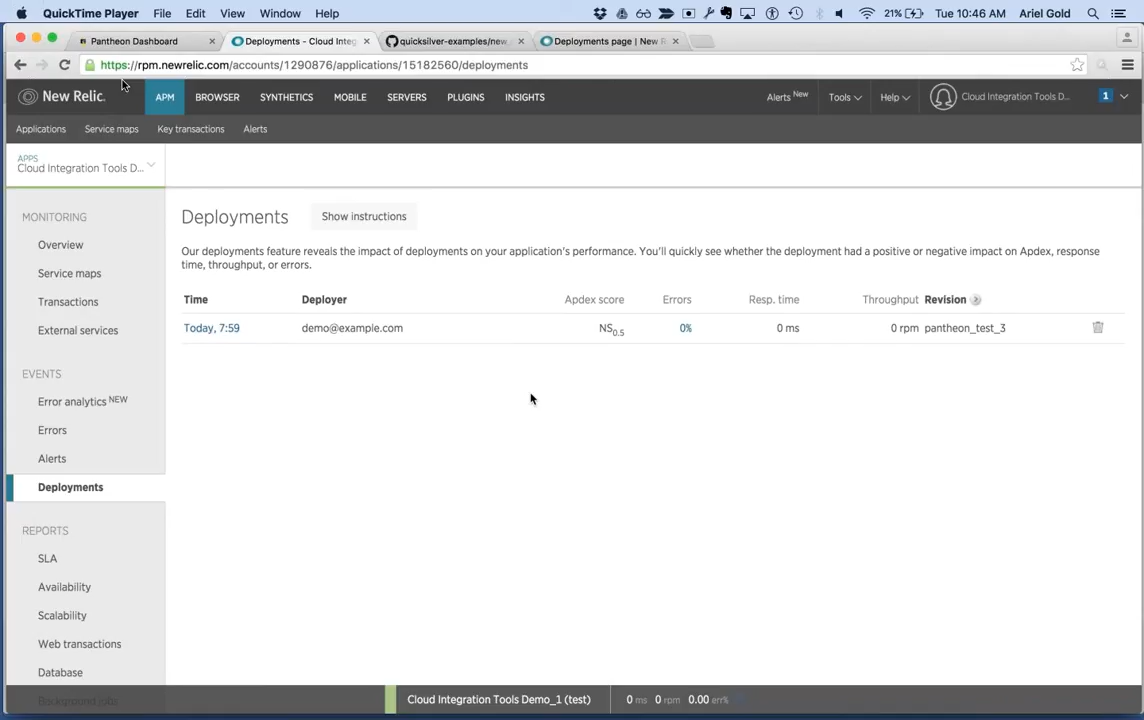 QuickTime Player File Edit View Window Help 21% Tue 10:46 AM Ariel Gold
Pantheon Dashboard × Deployments - Cloud Integ × quicksilver-examples/new_ × Deployments page | New R ×
https://rpm.newrelic.com/accounts/1290876/applications/15182560/deployments
New Relic. APM BROWSER SYNTHETICS MOBILE SERVERS PLUGINS INSIGHTS Alerts New Tools Help Cloud Integration Tools D... 1
Applications Service maps Key transactions Alerts
APPS
Cloud Integration Tools D...
MONITORING
Overview
Service maps
Transactions
External services
EVENTS
Error analytics NEW
Errors
Alerts
Deployments
REPORTS
SLA
Availability
Scalability
Web transactions
Database
Background jobs
Deployments Show instructions
Our deployments feature reveals the impact of deployments on your application's performance. You'll quickly see whether the deployment had a positive or negative impact on Apdex, response
time, throughput, or errors.
Time Deployer Apdex score Errors Resp. time Throughput Revision
Today, 7:59 demo@example.com NS0.5 0% 0 ms 0 rpm pantheon_test_3
Cloud Integration Tools Demo_1 (test) 0 ms 0 rpm 0.00 err%